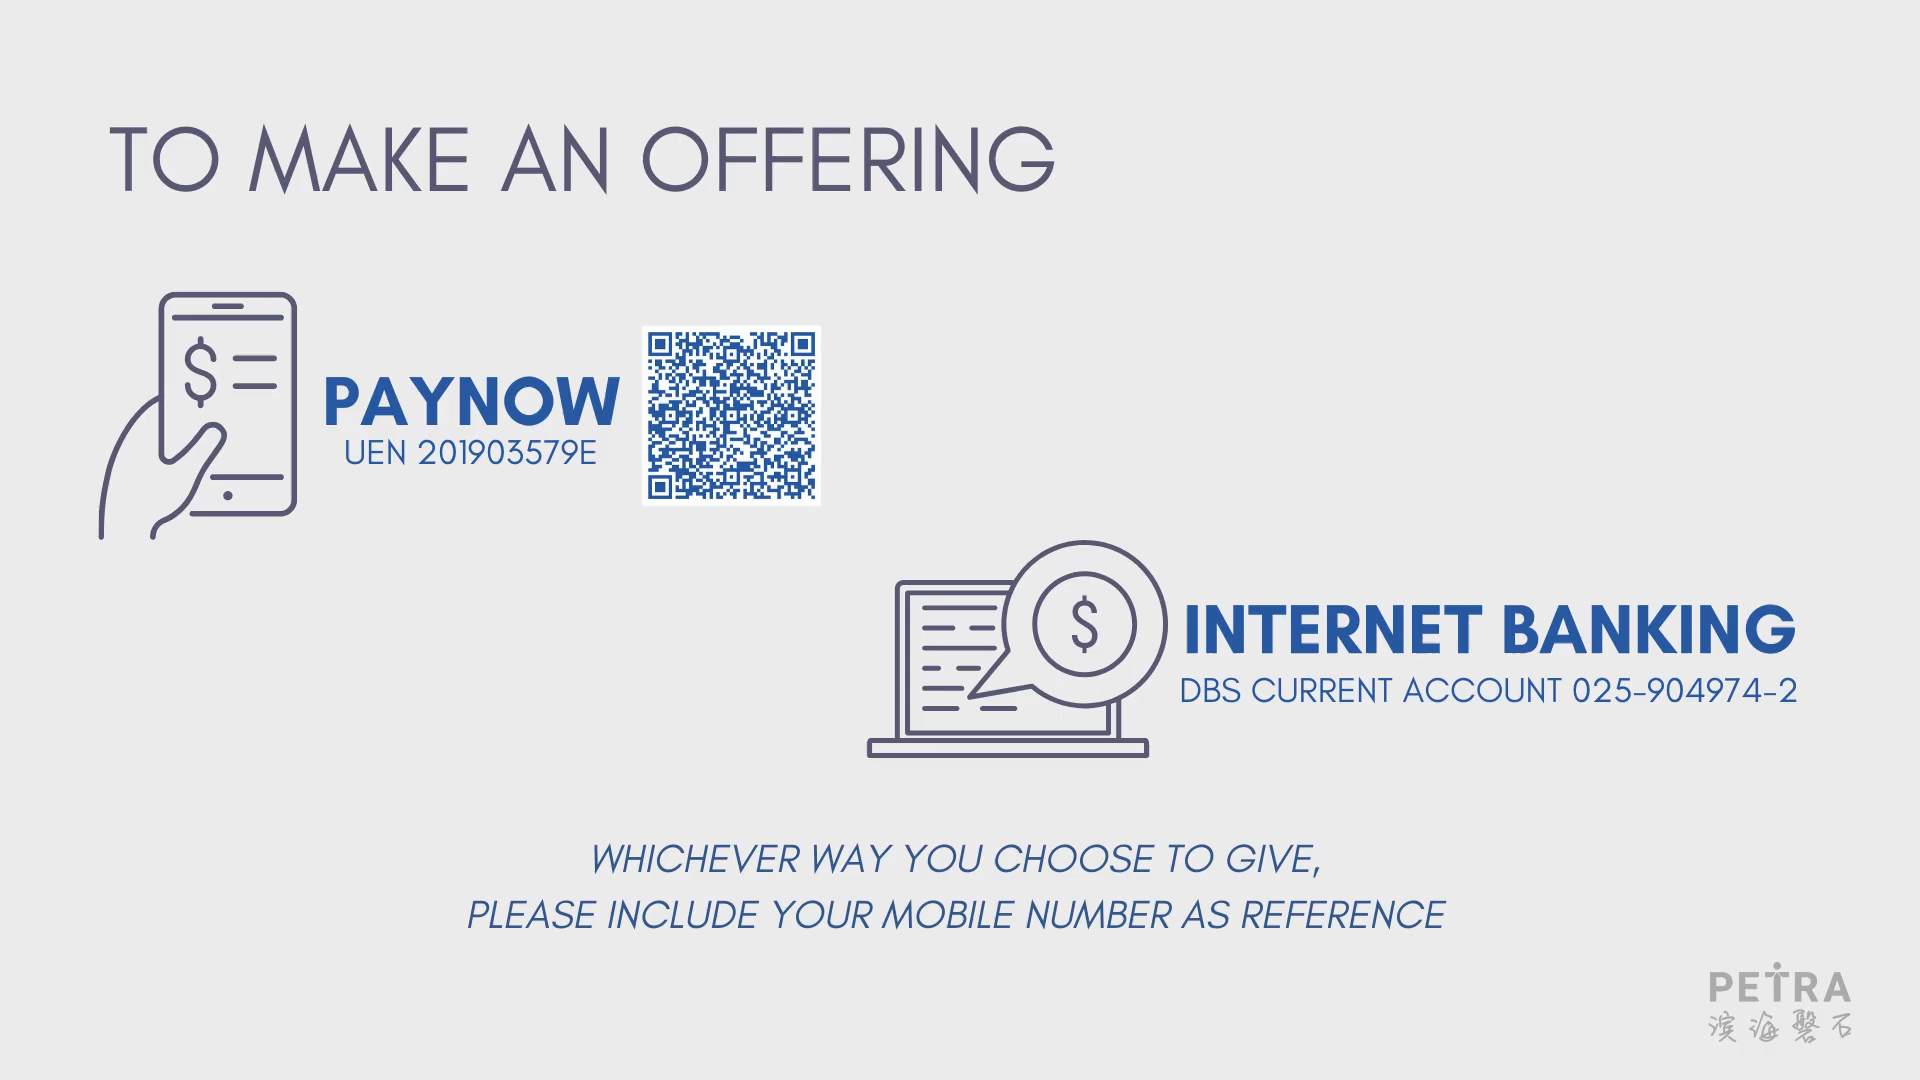 TO MAKE AN OFFERING
PAYNOW
UEN 201903579E
INTERNET BANKING
DBS CURRENT ACCOUNT 025-904974-2
WHICHEVER WAY YOU CHOOSE TO GIVE,
PLEASE INCLUDE YOUR MOBILE NUMBER AS REFERENCE
PETRA
滨海磐石